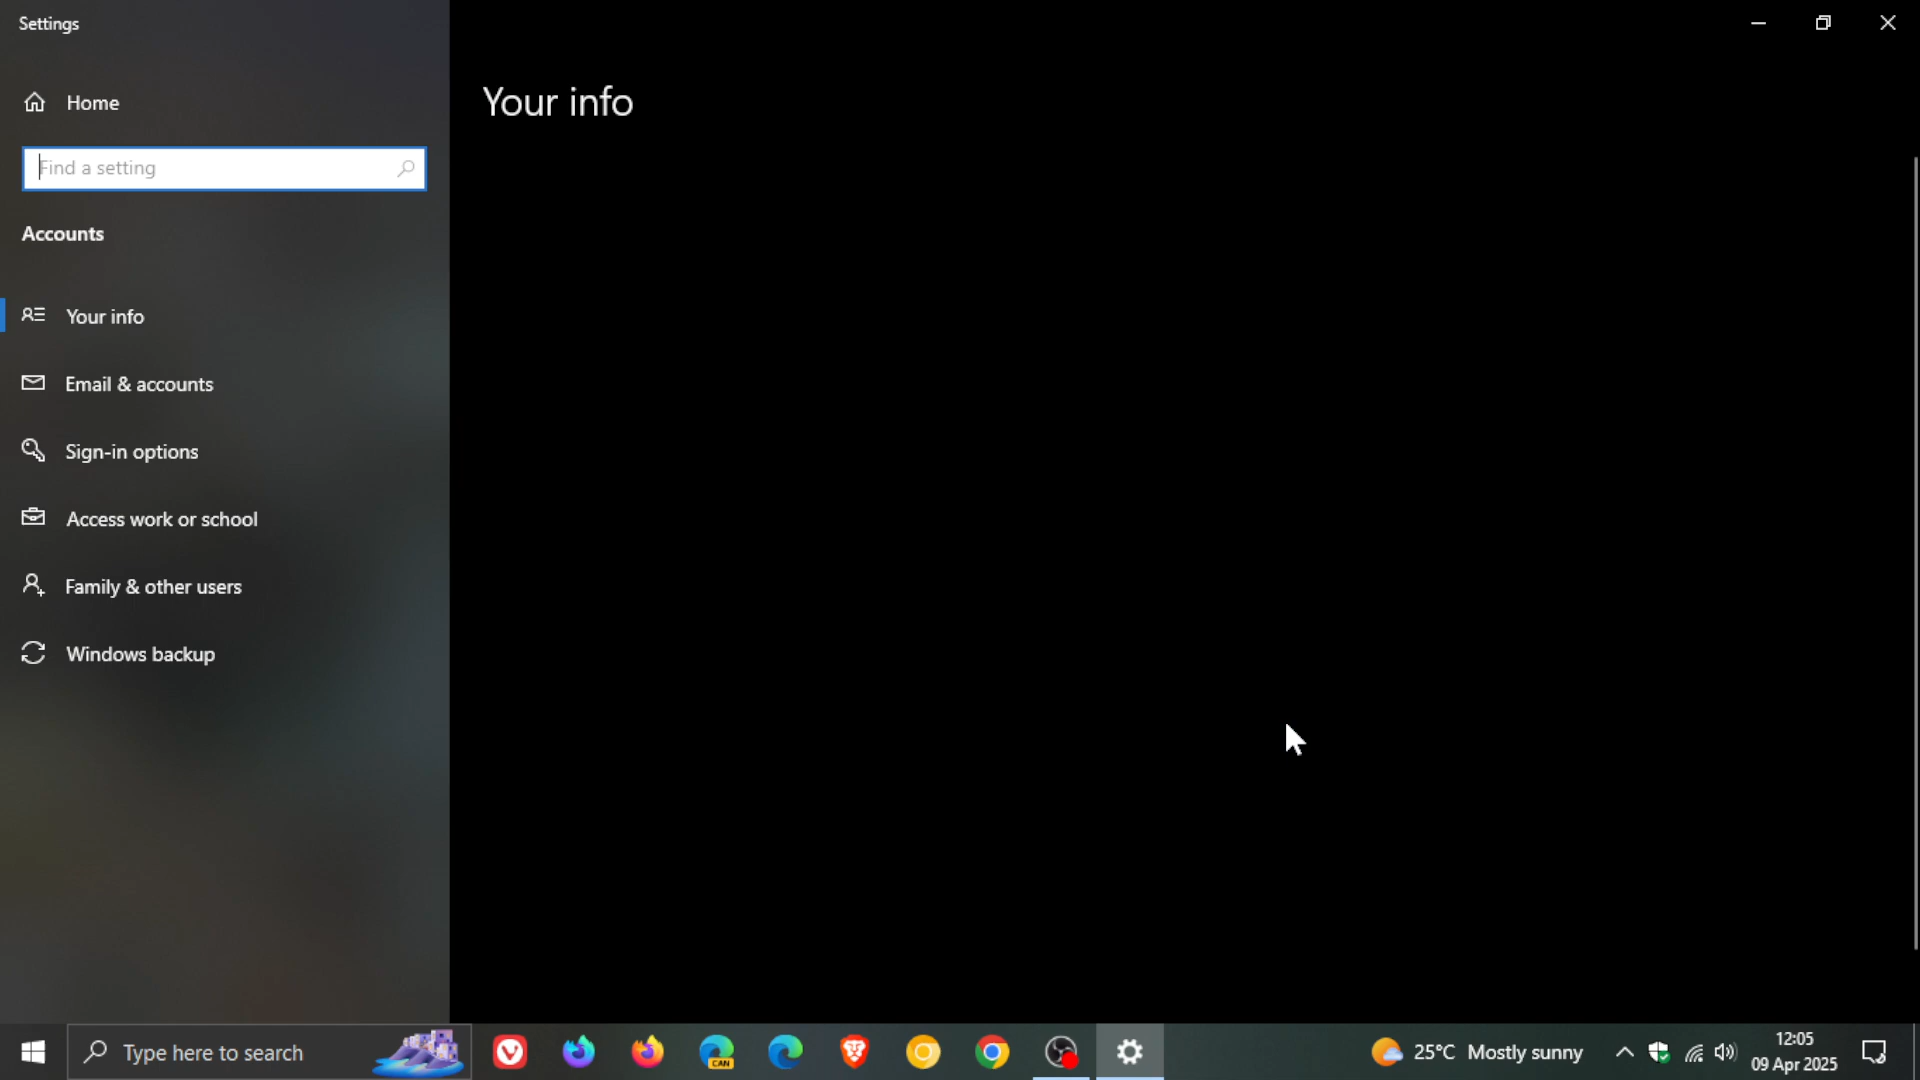 Settings
Home
Find a setting
Accounts
Your info
Email & accounts
Sign-in options
Access work or school
Family & other users
Windows backup
Your info
Type here to search
CAN
25°C Mostly sunny
12:05
09 Apr 2025